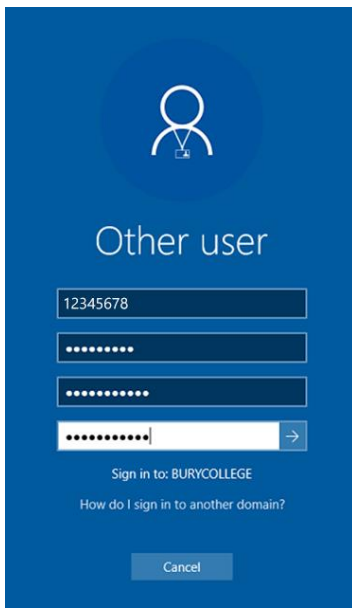 Other user
12345678
•••••••••
•••••••••••
•••••••••••
Sign in to: BURYCOLLEGE
How do I sign in to another domain?
Cancel